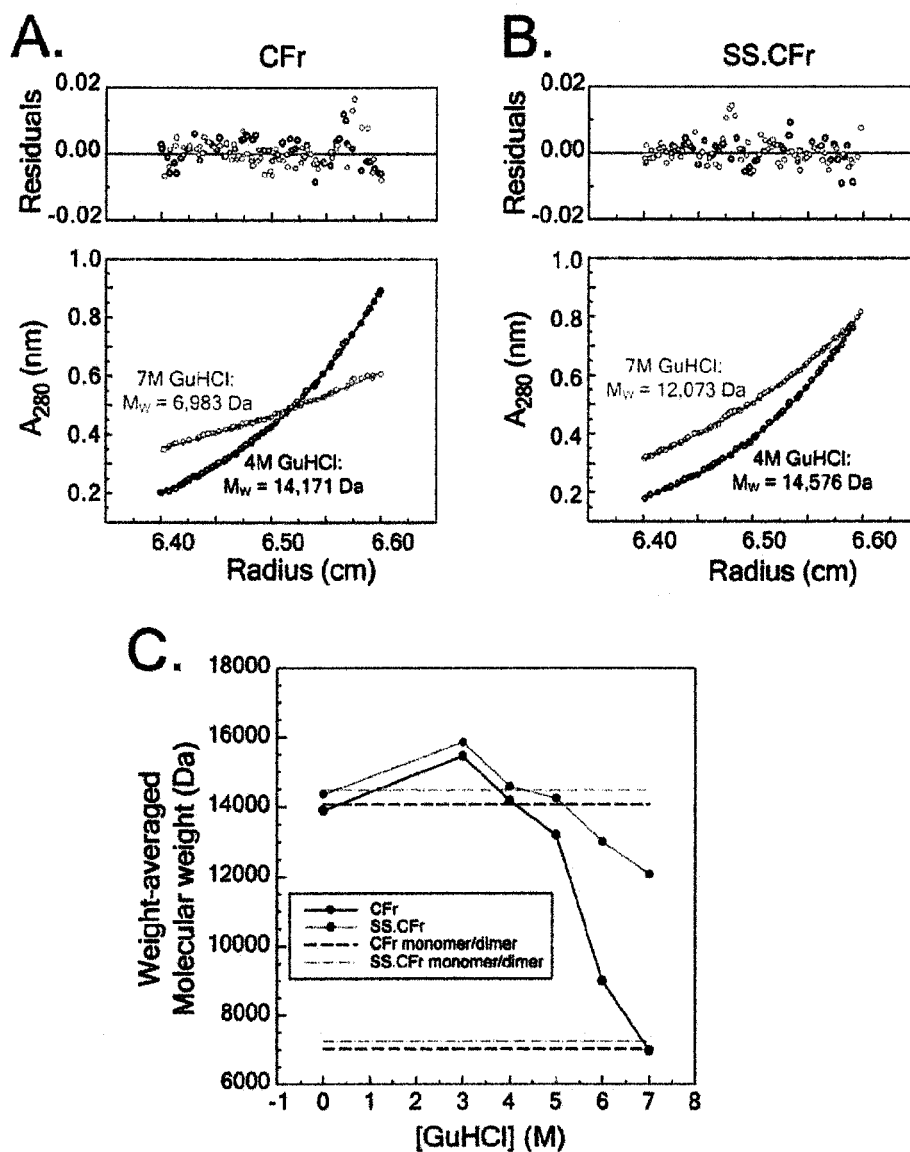 A.
CFr
Residuals
0.02
0.00
-0.02
A280 (nm)
1.0
0.8
0.6
0.4
0.2
7M GuHCl:
MW = 6,983 Da
4M GuHCl:
MW = 14,171 Da
6.40 6.50 6.60
Radius (cm)
B.
SS.CFr
Residuals
0.02
0.00
-0.02
A280 (nm)
1.0
0.8
0.6
0.4
0.2
7M GuHCl:
MW = 12,073 Da
4M GuHCl:
MW = 14,576 Da
6.40 6.50 6.60
Radius (cm)
C.
Weight-averaged
Molecular weight (Da)
18000
16000
14000
12000
10000
8000
6000
CFr
SS.CFr
CFr monomer/dimer
SS.CFr monomer/dimer
-1 0 1 2 3 4 5 6 7 8
[GuHCl] (M)